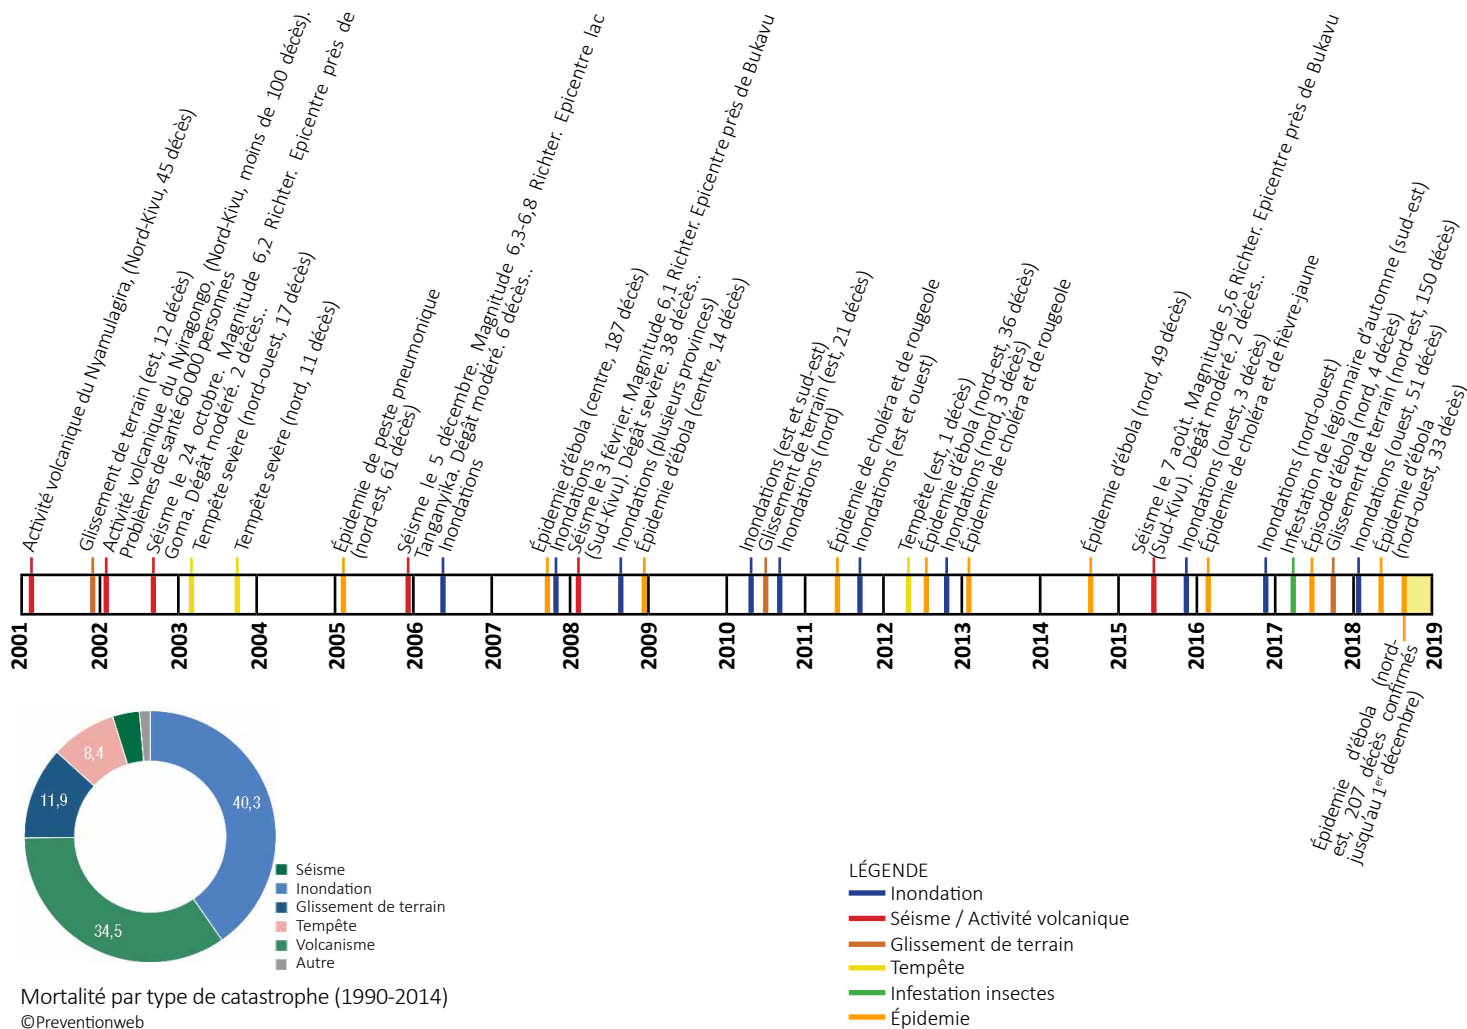 Activité volcanique du Nyamulagira, (Nord-Kivu, 45 décès)
Glissement de terrain (est, 12 décès)
Activité volcanique du Nyiragongo, (Nord-Kivu, moins de 100 décès).
Problèmes de santé 60 000 personnes
Séisme le 24 octobre. Magnitude 6,2 Richter. Epicentre près de
Goma. Dégât modéré. 2 décès..
Tempête sevère (nord-ouest, 17 décès)
Tempête sevère (nord, 11 décès)
Épidemie de peste pneumonique
(nord-est, 61 décès)
Séisme le 5 décembre. Magnitude 6,3-6,8 Richter. Epicentre lac
Tanganyika. Dégât modéré. 6 décès..
Inondations
Épidemie d'ébola (centre, 187 décès)
Inondations
Séisme le 3 février. Magnitude 6,1 Richter. Epicentre près de Bukavu
(Sud-Kivu). Dégât sevère. 38 décès..
Inondations (plusieurs provinces)
Épidemie d'ébola (centre, 14 décès)
Inondations (est et sud-est)
Glissement de terrain (est, 21 décès)
Inondations (nord)
Épidemie de choléra et de rougeole
Inondations (est et ouest)
Tempête (est, 1 décès)
Épidemie d'ébola (nord-est, 36 décès)
Inondations (nord, 3 décès)
Épidemie de choléra et de rougeole
Épidemie d'ébola (nord, 49 décès)
Séisme le 7 août. Magnitude 5,6 Richter. Epicentre près de Bukavu
(Sud-Kivu). Dégât modéré. 2 décès..
Inondations (ouest, 3 décès)
Épidemie de choléra et de fièvre-jaune
Inondations (nord-ouest)
Infestation de légionnaire d'automne (sud-est)
Épisode d'ébola (nord, 4 décès)
Glissement de terrain (nord-est, 150 décès)
Inondations (ouest, 51 décès)
Épidemie d'ébola
(nord-ouest, 33 décès)
2001
2002
2003
2004
2005
2006
2007
2008
2009
2010
2011
2012
2013
2014
2015
2016
2017
2018
2019
Épidemie d'ébola (nord-
est, 207 décès confirmés
jusqu'au 1er décembre)
40,3
34,5
11,9
8,4
Séisme
Inondation
Glissement de terrain
Tempête
Volcanisme
Autre
Mortalité par type de catastrophe (1990-2014)
©Preventionweb
LÉGENDE
Inondation
Séisme / Activité volcanique
Glissement de terrain
Tempête
Infestation insectes
Épidemie